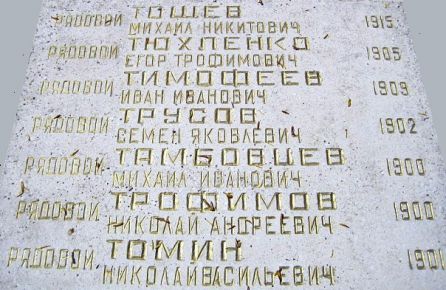 РЯДОВОЙ ТОШЕВ 1915
МИХАИЛ НИКИТОВИЧ
РЯДОВОЙ ТЮХЛЕНКО 1905
ЕГОР ТРОФИМОВИЧ
РЯДОВОЙ ТИМОФЕЕВ 1909
ИВАН ИВАНОВИЧ
РЯДОВОЙ ТРУСОВ 1902
СЕМЕН ЯКОВЛЕВИЧ
РЯДОВОЙ ТАМБОВЦЕВ 1900
МИХАИЛ ИВАНОВИЧ
РЯДОВОЙ ТРОФИМОВ 1900
НИКОЛАЙ АНДРЕЕВИЧ
РЯДОВОЙ ТОМИН 1901
НИКОЛАЙ ВАСИЛЬЕВИЧ